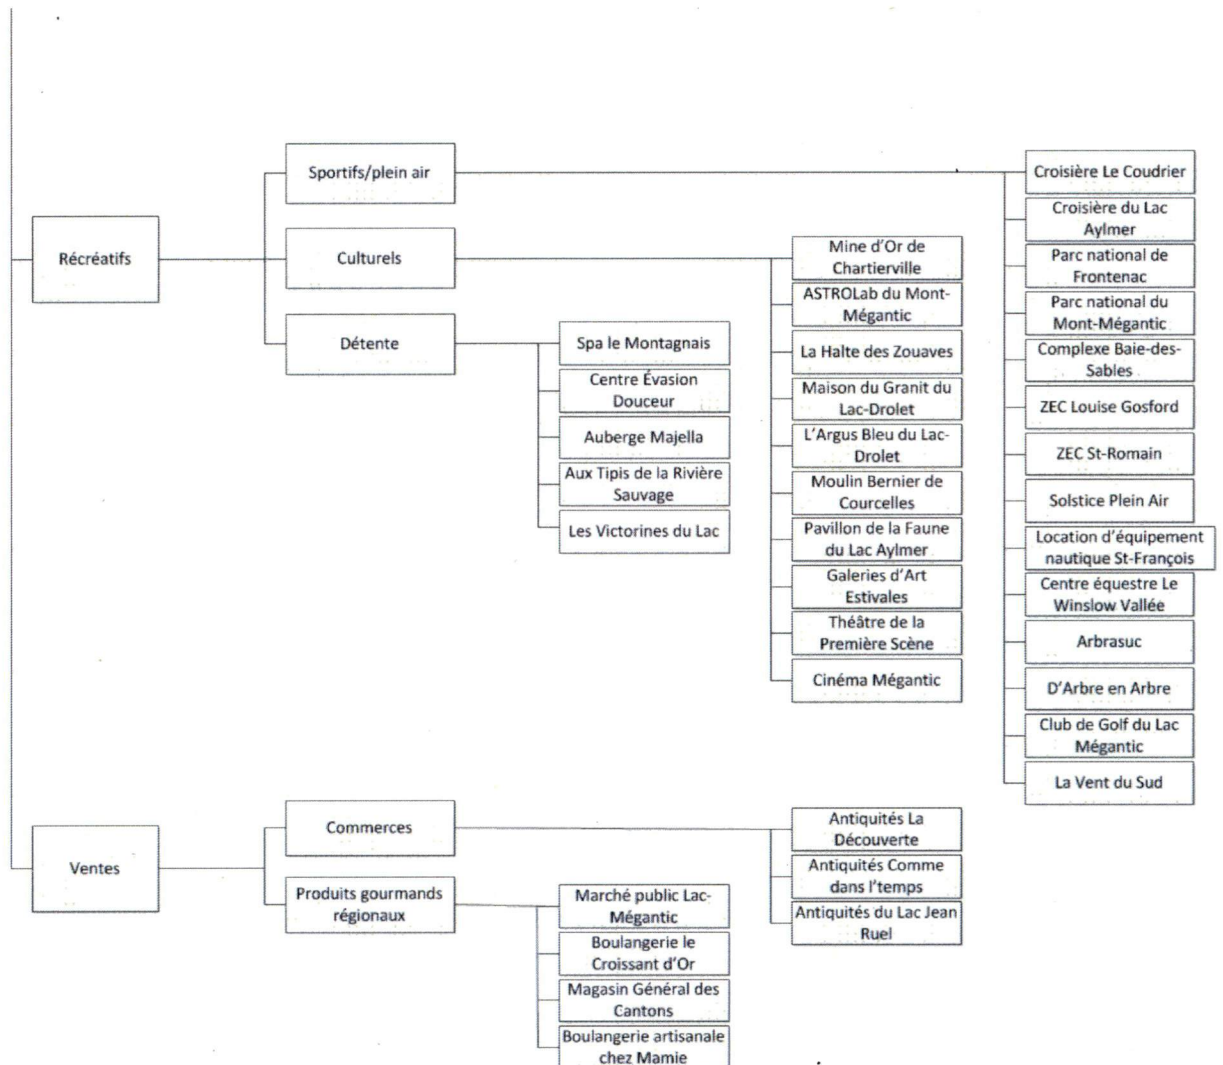 Récréatifs
Sportifs/plein air
Croisière Le Coudrier
Croisière du Lac
Aylmer
Parc national de
Frontenac
Parc national du
Mont-Mégantic
Complexe Baie-des-
Sables
ZEC Louise Gosford
ZEC St-Romain
Solstice Plein Air
Location d'équipement
nautique St-François
Centre équestre Le
Winslow Vallée
Arbrasuc
D'Arbre en Arbre
Club de Golf du Lac
Mégantic
La Vent du Sud
Culturels
Mine d'Or de
Chartierville
ASTROLab du Mont-
Mégantic
La Halte des Zouaves
Maison du Granit du
Lac-Drolet
L'Argus Bleu du Lac-
Drolet
Moulin Bernier de
Courcelles
Pavillon de la Faune
du Lac Aylmer
Galeries d'Art
Estivales
Théâtre de la
Première Scène
Cinéma Mégantic
Détente
Spa le Montagnais
Centre Évasion
Douceur
Auberge Majella
Aux Tipis de la Rivière
Sauvage
Les Victorines du Lac
Ventes
Commerces
Antiquités La
Découverte
Antiquités Comme
dans l'temps
Antiquités du Lac Jean
Ruel
Produits gourmands
régionaux
Marché public Lac-
Mégantic
Boulangerie le
Croissant d'Or
Magasin Général des
Cantons
Boulangerie artisanale
chez Mamie